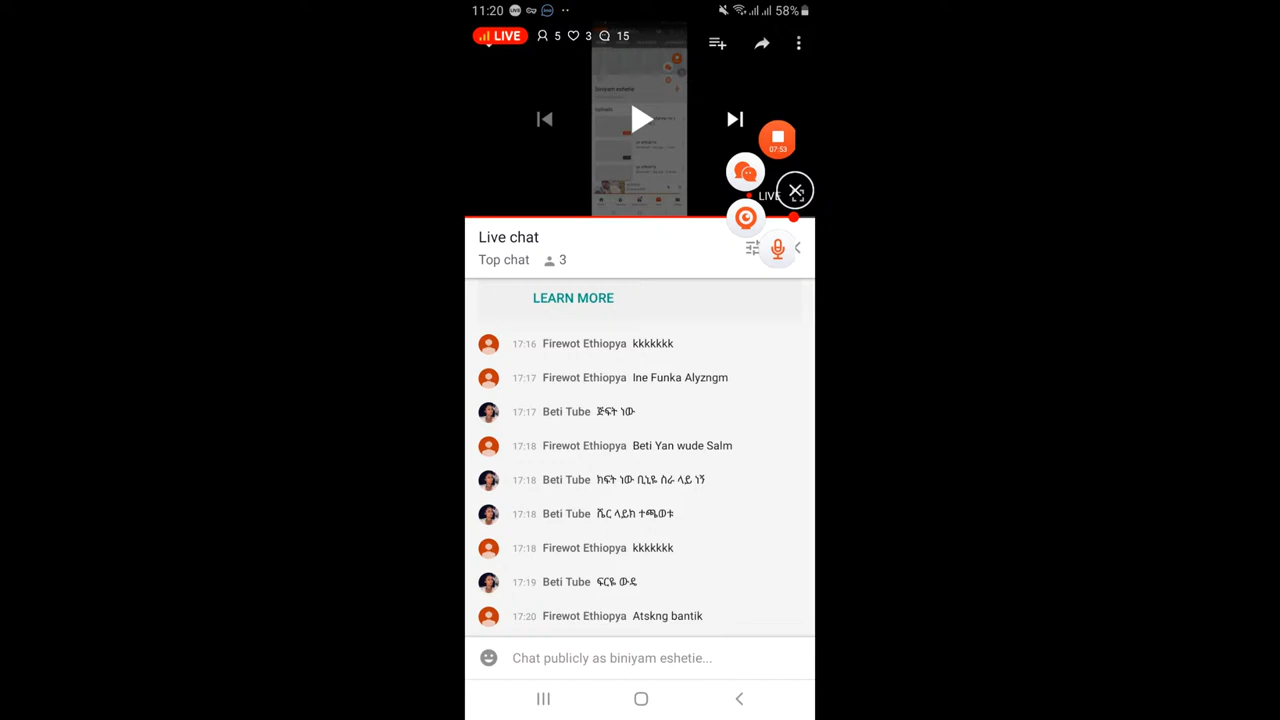 11:20
58%
LIVE 5 3 15
07:53
LIVE
Live chat
Top chat 3
LEARN MORE
17:16 Firewot Ethiopya kkkkkkk
17:17 Firewot Ethiopya Ine Funka Alyzngm
17:17 Beti Tube ጅፍት ነው
17:18 Firewot Ethiopya Beti Yan wude Salm
17:18 Beti Tube ክፍት ነው ቢኒዬ ስራ ላይ ነኝ
17:18 Beti Tube ሼር ላይክ ተጫወቱ
17:18 Firewot Ethiopya kkkkkkk
17:19 Beti Tube ፍርዬ ውዴ
17:20 Firewot Ethiopya Atskng bantik
Chat publicly as biniyam eshetie...